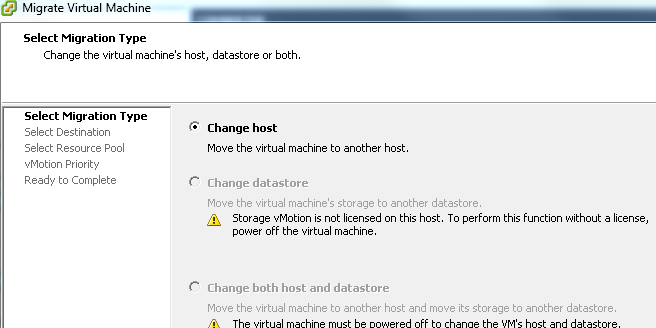 Migrate Virtual Machine
Select Migration Type
Change the virtual machine's host, datastore or both.
Select Migration Type
Select Destination
Select Resource Pool
vMotion Priority
Ready to Complete
Change host
Move the virtual machine to another host.
Change datastore
Move the virtual machine's storage to another datastore.
Storage vMotion is not licensed on this host. To perform this function without a license,
power off the virtual machine.
Change both host and datastore
Move the virtual machine to another host and move its storage to another datastore.
The virtual machine must be powered off to change the VM's host and datastore.